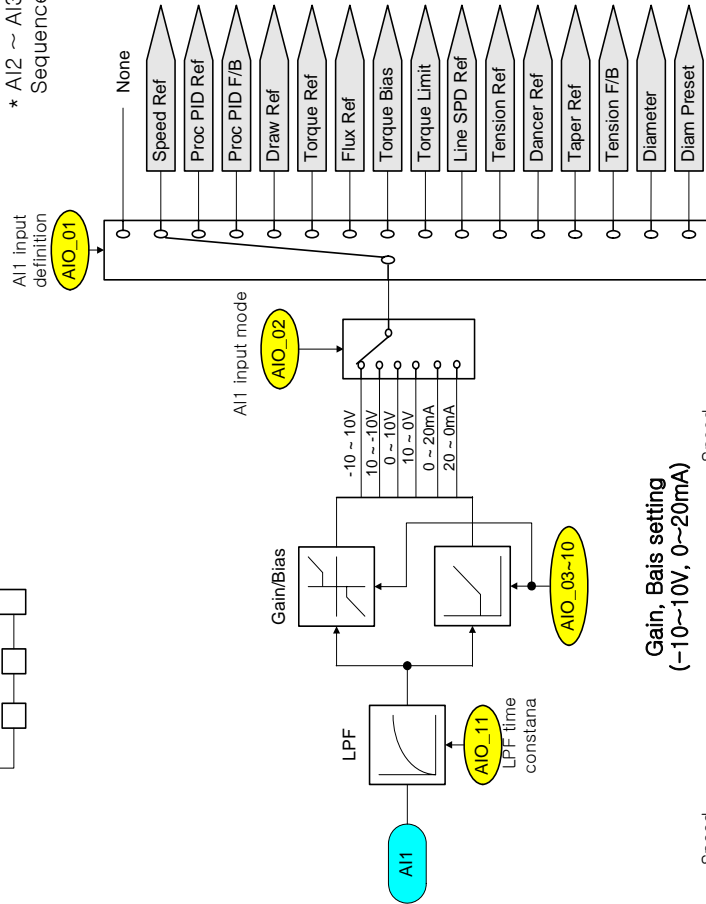 * AI2 ~ AI3
Sequence
AI1 input
definition
AIO_01
None
Speed Ref
Proc PID Ref
Proc PID F/B
Draw Ref
Torque Ref
Flux Ref
Torque Bias
Torque Limit
Line SPD Ref
Tension Ref
Dancer Ref
Taper Ref
Tension F/B
Diameter
Diam Preset
AI1 input mode
AIO_02
-10 ~ 10V
10 ~ -10V
0 ~ 10V
10 ~ 0V
0 ~ 20mA
20 ~ 0mA
Gain/Bias
AIO_03~10
LPF
AIO_11
LPF time
constana
AI1
Gain, Bais setting
(-10~10V, 0~20mA)
Speed
Speed